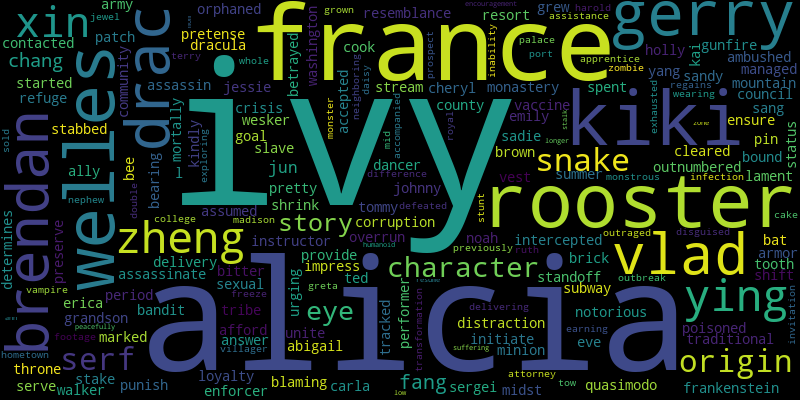 ivy
alicia
france
rooster
kiki
gerry
welles
brendan
drac
xin
vlad
zheng
ying
snake
origin
story
character
eye
serf
fang
chang
army
jewel
orphaned
grown
resemblance
resort
grew
encouragement
harold
assistance
holly
palace
port
prospect
inability
apprentice
zombie
gunfire
kai
ambushed
managed
yang
sandy
mountain
council
sang
wearing
exhausted
regains
contacted
patch
pretense
dracula
terry
whole
washington
betrayed
cook
stream
cheryl
monastery
spent
started
refuge
community
assassin
jessie
crisis
wesker
goal
slave
accepted
neighboring
daisy
county
emily
vaccine
royal
accompanied
mid
monster
stabbed
mortally
kindly
exploring
ally
bee
bearing
l
jun
dancer
brown
sadie
pin
ensure
cleared
status
bound
outnumbered
lament
zone
stalk
longer
infection
monstrous
summer
vest
difference
johnny
tommy
defeated
pretty
shrink
assumed
corruption
nephew
double
sold
determines
preserve
college
madison
instructor
overrun
noah
previously
ruth
stunt
intercepted
outraged
disguised
cake
bat
armor
tooth
shift
brick
standoff
subway
outbreak
notorious
invitation
poisoned
traditional
delivery
assassinate
bitter
sexual
provide
impress
urging
ted
greta
freeze
humanoid
tracked
performer
transformation
distraction
initiate
minion
delivering
earning
eve
vampire
erica
period
bandit
grandson
marked
tribe
afford
answer
villager
unite
abigail
footage
peacefully
hometown
throne
serve
walker
stake
punish
loyalty
enforcer
blaming
carla
low
sergei
midst
attorney
suffering
tow
quasimodo
frankenstein